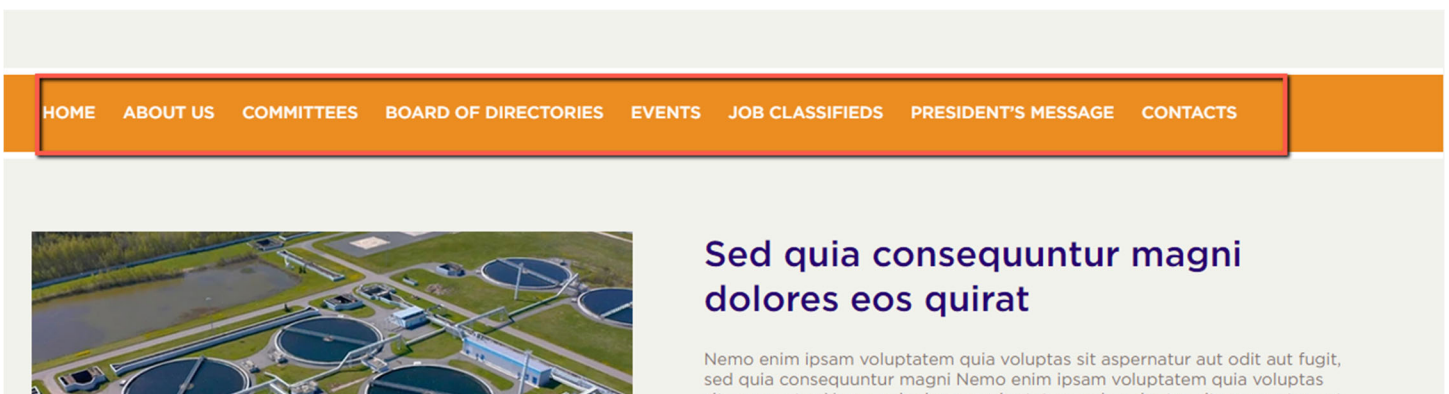 HOME ABOUT US COMMITTEES BOARD OF DIRECTORIES EVENTS JOB CLASSIFIEDS PRESIDENT'S MESSAGE CONTACTS
Sed quia consequuntur magni
dolores eos quirat
Nemo enim ipsam voluptatem quia voluptas sit aspernatur aut odit aut fugit,
sed quia consequuntur magni Nemo enim ipsam voluptatem quia voluptas